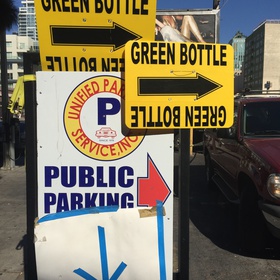 GREEN BOTTLE
GREEN BOTTLE
GREEN BOTTLE
GREEN BOTTLE
UNIFIED PARKING
P
SERVICE, INC.
PUBLIC
PARKING